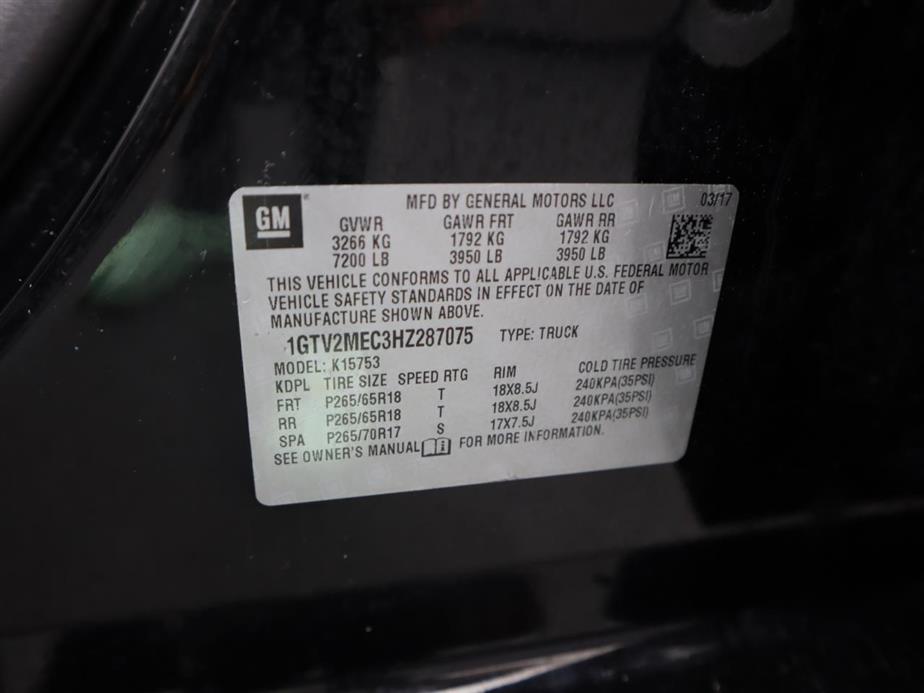 GM
MFD BY GENERAL MOTORS LLC 03/17
GVWR GAWR FRT GAWR RR
3266 KG 1792 KG 1792 KG
7200 LB 3950 LB 3950 LB
THIS VEHICLE CONFORMS TO ALL APPLICABLE U.S. FEDERAL MOTOR
VEHICLE SAFETY STANDARDS IN EFFECT ON THE DATE OF
MANUFACTURE SHOWN ABOVE.
1GTV2MEC3HZ287075 TYPE: TRUCK
MODEL: K15753
KDPL TIRE SIZE SPEED RTG RIM COLD TIRE PRESSURE
FRT P265/65R18 T 18X8.5J 240KPA(35PSI)
RR P265/65R18 T 18X8.5J 240KPA(35PSI)
SPA P265/70R17 S 17X7.5J 240KPA(35PSI)
SEE OWNER'S MANUAL FOR MORE INFORMATION.